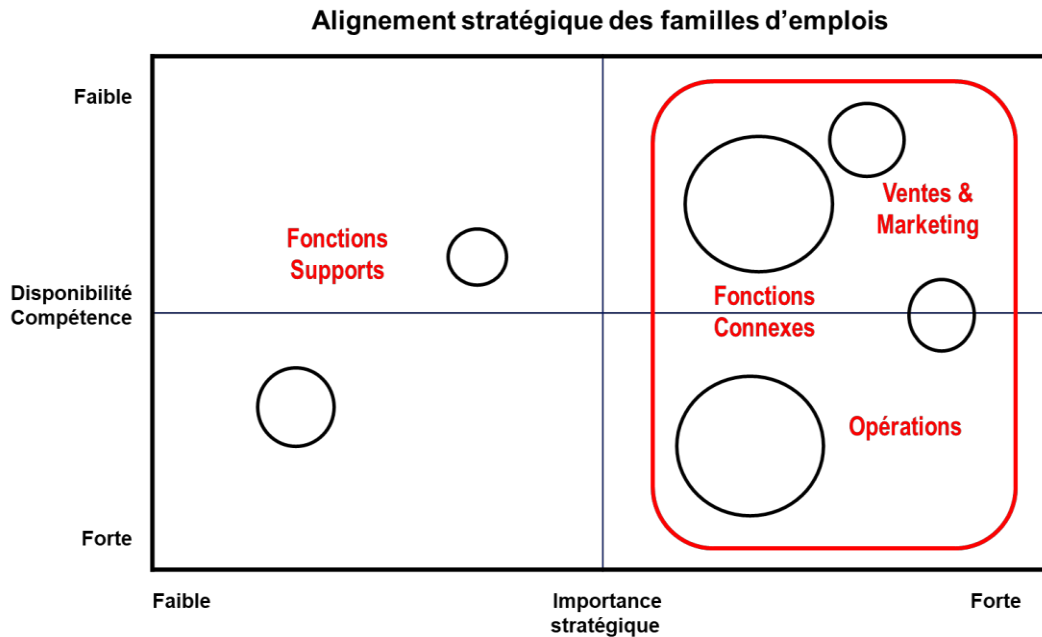 Alignement stratégique des familles d’emplois
Faible
Ventes &
Marketing
Fonctions
Supports
Disponibilité
Compétence
Fonctions
Connexes
Opérations
Forte
Faible
Importance
stratégique
Forte